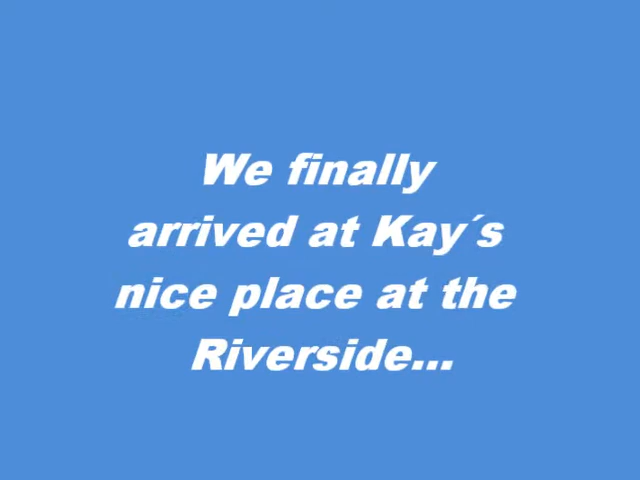 We finally
arrived at Kay´s
nice place at the
Riverside...